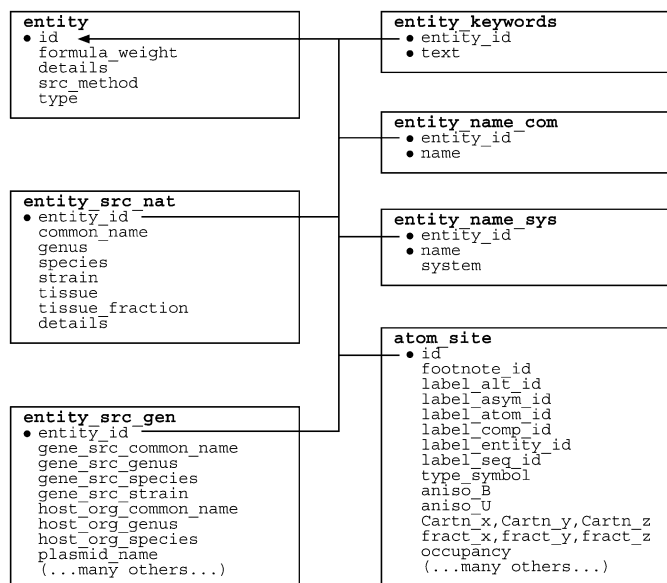 entity
• id
formula_weight
details
src_method
type
entity_src_nat
• entity_id
common_name
genus
species
strain
tissue
tissue_fraction
details
entity_src_gen
• entity_id
gene_src_common_name
gene_src_genus
gene_src_species
gene_src_strain
host_org_common_name
host_org_genus
host_org_species
plasmid_name
(...many others...)
entity_keywords
• entity_id
• text
entity_name_com
• entity_id
• name
entity_name_sys
• entity_id
• name
system
atom_site
• id
footnote_id
label_alt_id
label_asym_id
label_atom_id
label_comp_id
label_entity_id
label_seq_id
type_symbol
aniso_B
aniso_U
Cartn_x,Cartn_y,Cartn_z
fract_x,fract_y,fract_z
occupancy
(...many others...)